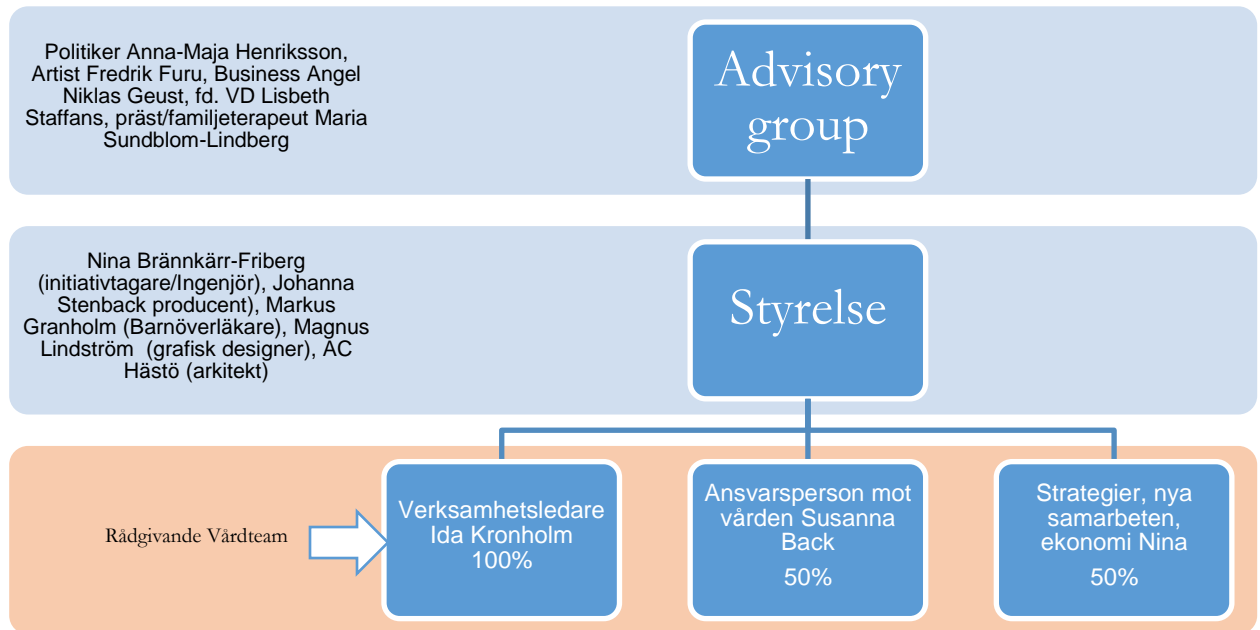 Politiker Anna-Maja Henriksson,
Artist Fredrik Furu, Business Angel
Niklas Geust, fd. VD Lisbeth
Staffans, präst/familjeterapeut Maria
Sundblom-Lindberg
Advisory
group
Nina Brännkärr-Friberg
(initiativtagare/Ingenjör), Johanna
Stenback producent), Markus
Granholm (Barnöverläkare), Magnus
Lindström (grafisk designer), AC
Hästö (arkitekt)
Styrelse
Rådgivande Vårdteam
Verksamhetsledare
Ida Kronholm
100%
Ansvarsperson mot
vården Susanna
Back
50%
Strategier, nya
samarbeten,
ekonomi Nina
50%